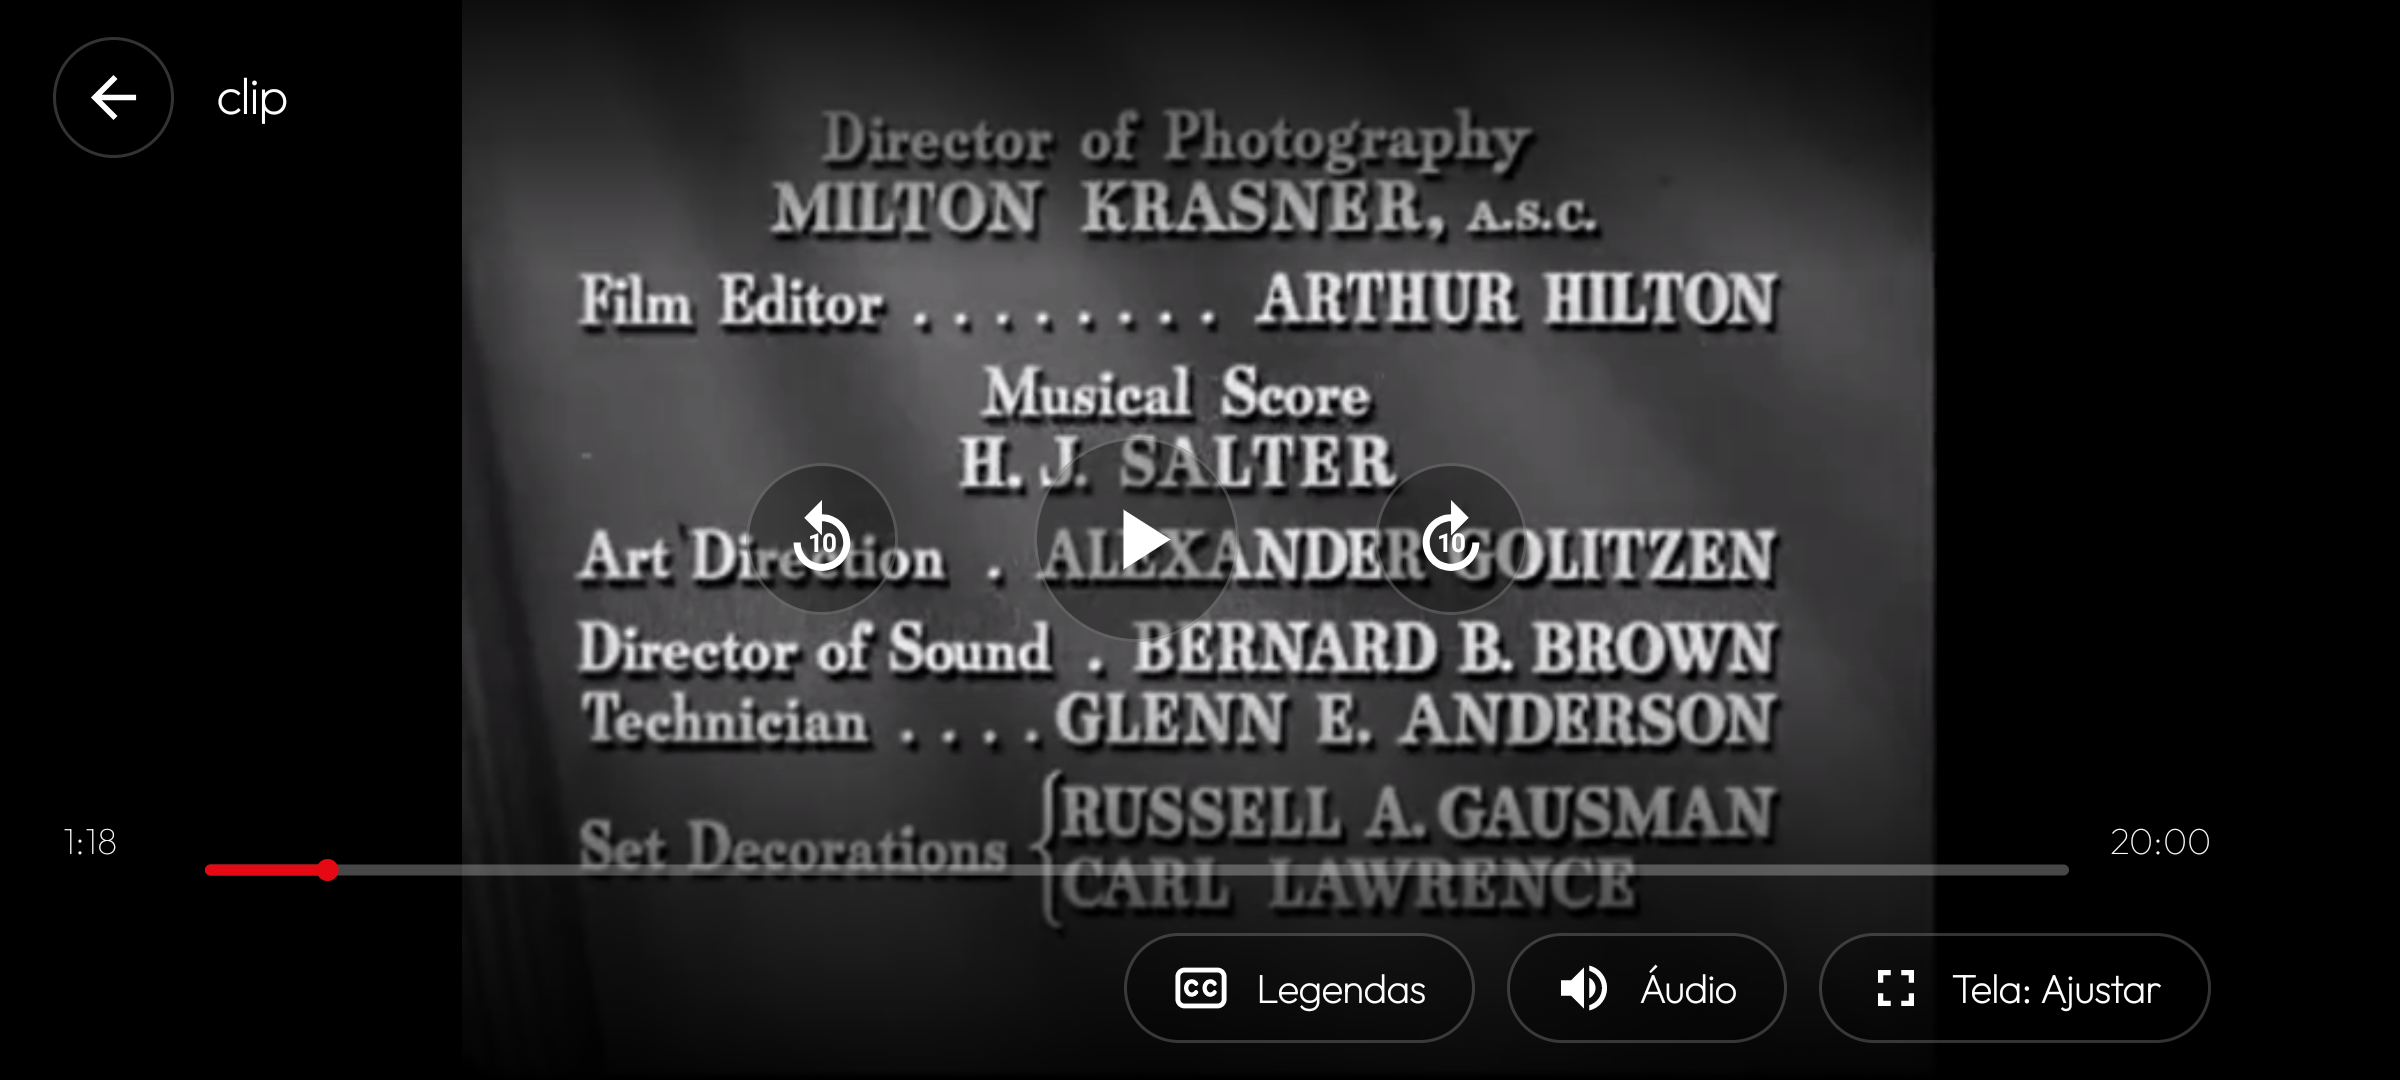 clip
Director of Photography
MILTON KRASNER, A.S.C.
Film Editor ........ ARTHUR HILTON
Musical Score
H. J. SALTER
Art Direction . ALEXANDER GOLITZEN
Director of Sound . BERNARD B. BROWN
Technician .... GLENN E. ANDERSON
Set Decorations { RUSSELL A. GAUSMAN
CARL LAWRENCE
10
10
1:18
20:00
CC Legendas
Áudio
Tela: Ajustar